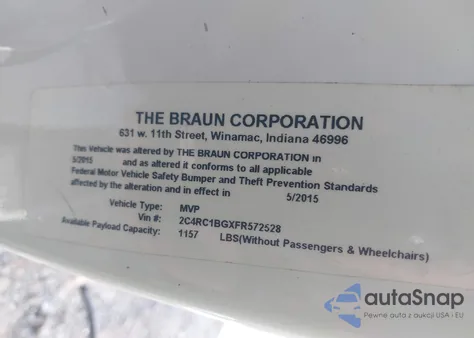 THE BRAUN CORPORATION
631 w. 11th Street, Winamac, Indiana 46996
This Vehicle was altered by THE BRAUN CORPORATION in
5/2015 and as altered it conforms to all applicable
Federal Motor Vehicle Safety Bumper and Theft Prevention Standards
affected by the alteration and in effect in 5/2015
Vehicle Type: MVP
Vin #: 2C4RC1BGXFR572528
Available Payload Capacity: 1157 LBS(Without Passengers & Wheelchairs)
autoSnap
Pewne auta z aukcji USA i EU